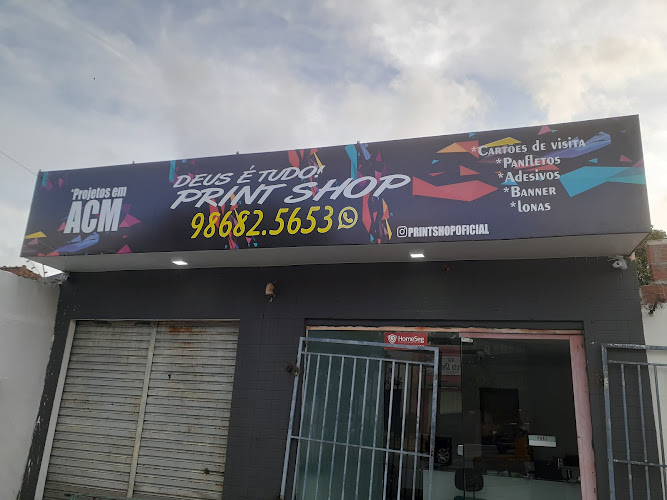 *Projetos em
ACM
DEUS É TUDO!
PRINT SHOP
98682.5653
PRINTSHOPOFICIAL
*Cartões de visita
*Panfletos
*Adesivos
*Banner
*lonas
HomeSeg